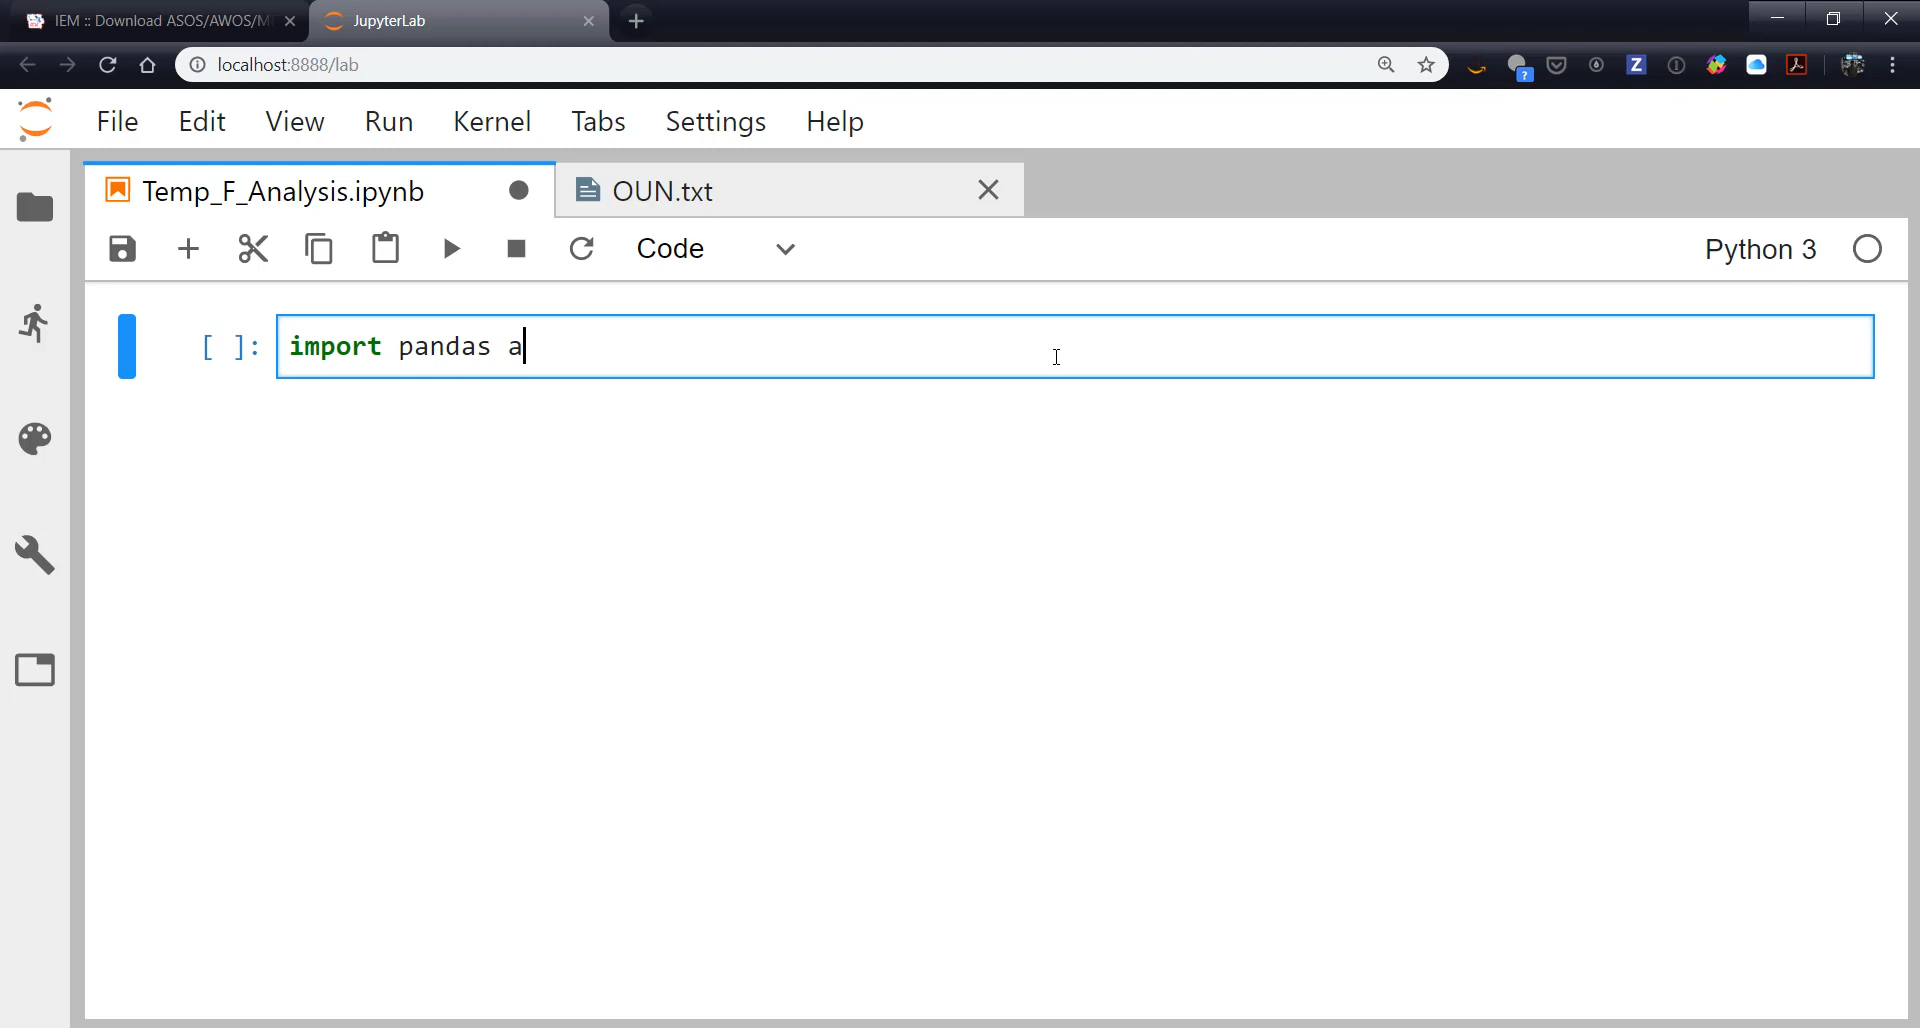 IEM :: Download ASOS/AWOS/M
JupyterLab
localhost:8888/lab
File Edit View Run Kernel Tabs Settings Help
Temp_F_Analysis.ipynb
OUN.txt
Code
Python 3
[ ]: import pandas a